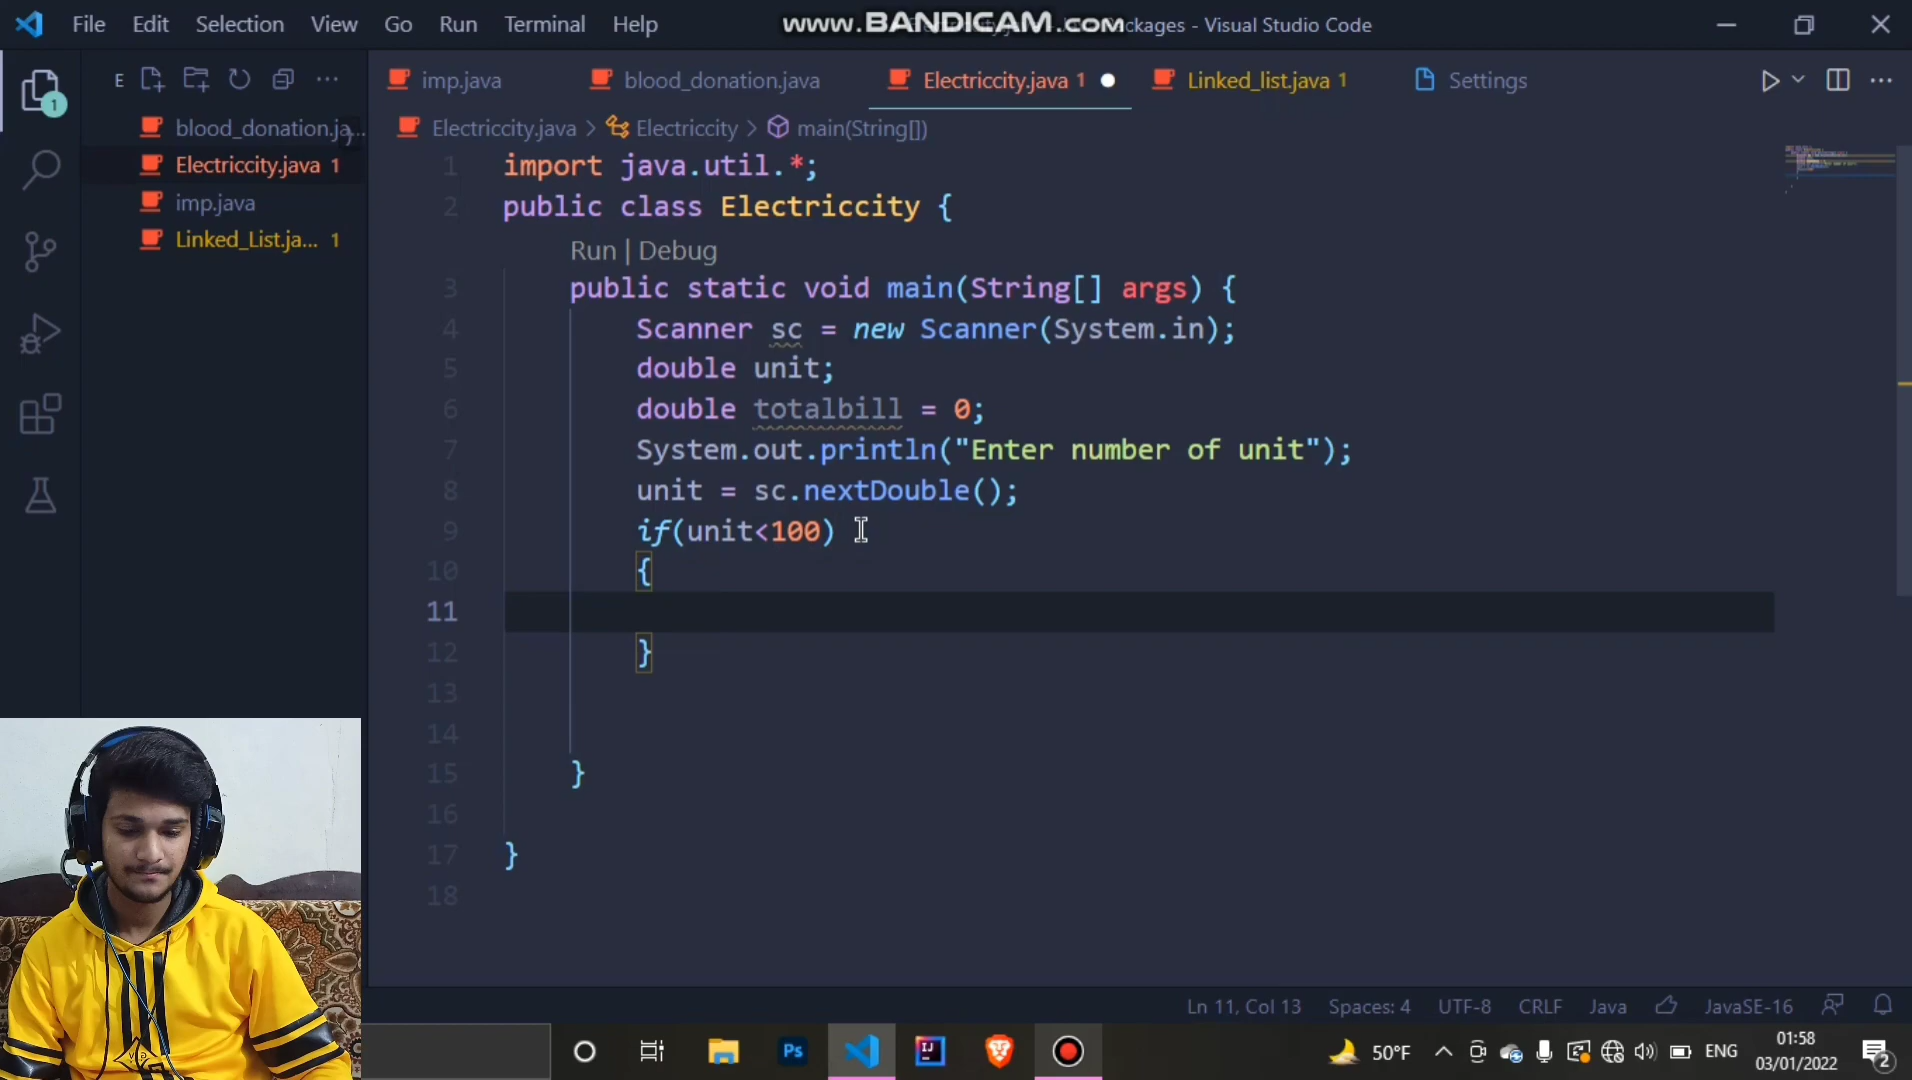 File Edit Selection View Go Run Terminal Help www.BANDICAM.com Packages - Visual Studio Code
E
imp.java blood_donation.java Electriccity.java 1 Linked_list.java 1 Settings
blood_donation.ja...
Electriccity.java 1
imp.java
Linked_List.ja... 1
1
Electriccity.java > Electriccity > main(String[])
1 import java.util.*;
2 public class Electriccity {
Run | Debug
3 public static void main(String[] args) {
4 Scanner sc = new Scanner(System.in);
5 double unit;
6 double totalbill = 0;
7 System.out.println("Enter number of unit");
8 unit = sc.nextDouble();
9 if(unit<100)
10 {
11
12 }
13
14
15 }
16
17 }
18
Ln 11, Col 13 Spaces: 4 UTF-8 CRLF Java JavaSE-16
Ps IJ 50°F ENG 01:58
03/01/2022 2